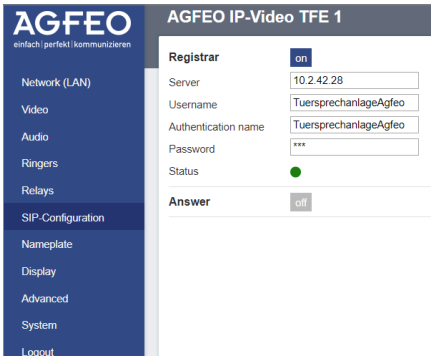 AGFEO
einfach|perfekt|kommunizieren
AGFEO IP-Video TFE 1
Network (LAN)
Video
Audio
Ringers
Relays
SIP-Configuration
Nameplate
Display
Advanced
System
Logout
Registrar on
Server 10.2.42.28
Username TuersprechanlageAgfeo
Authentication name TuersprechanlageAgfeo
Password ***
Status
Answer off